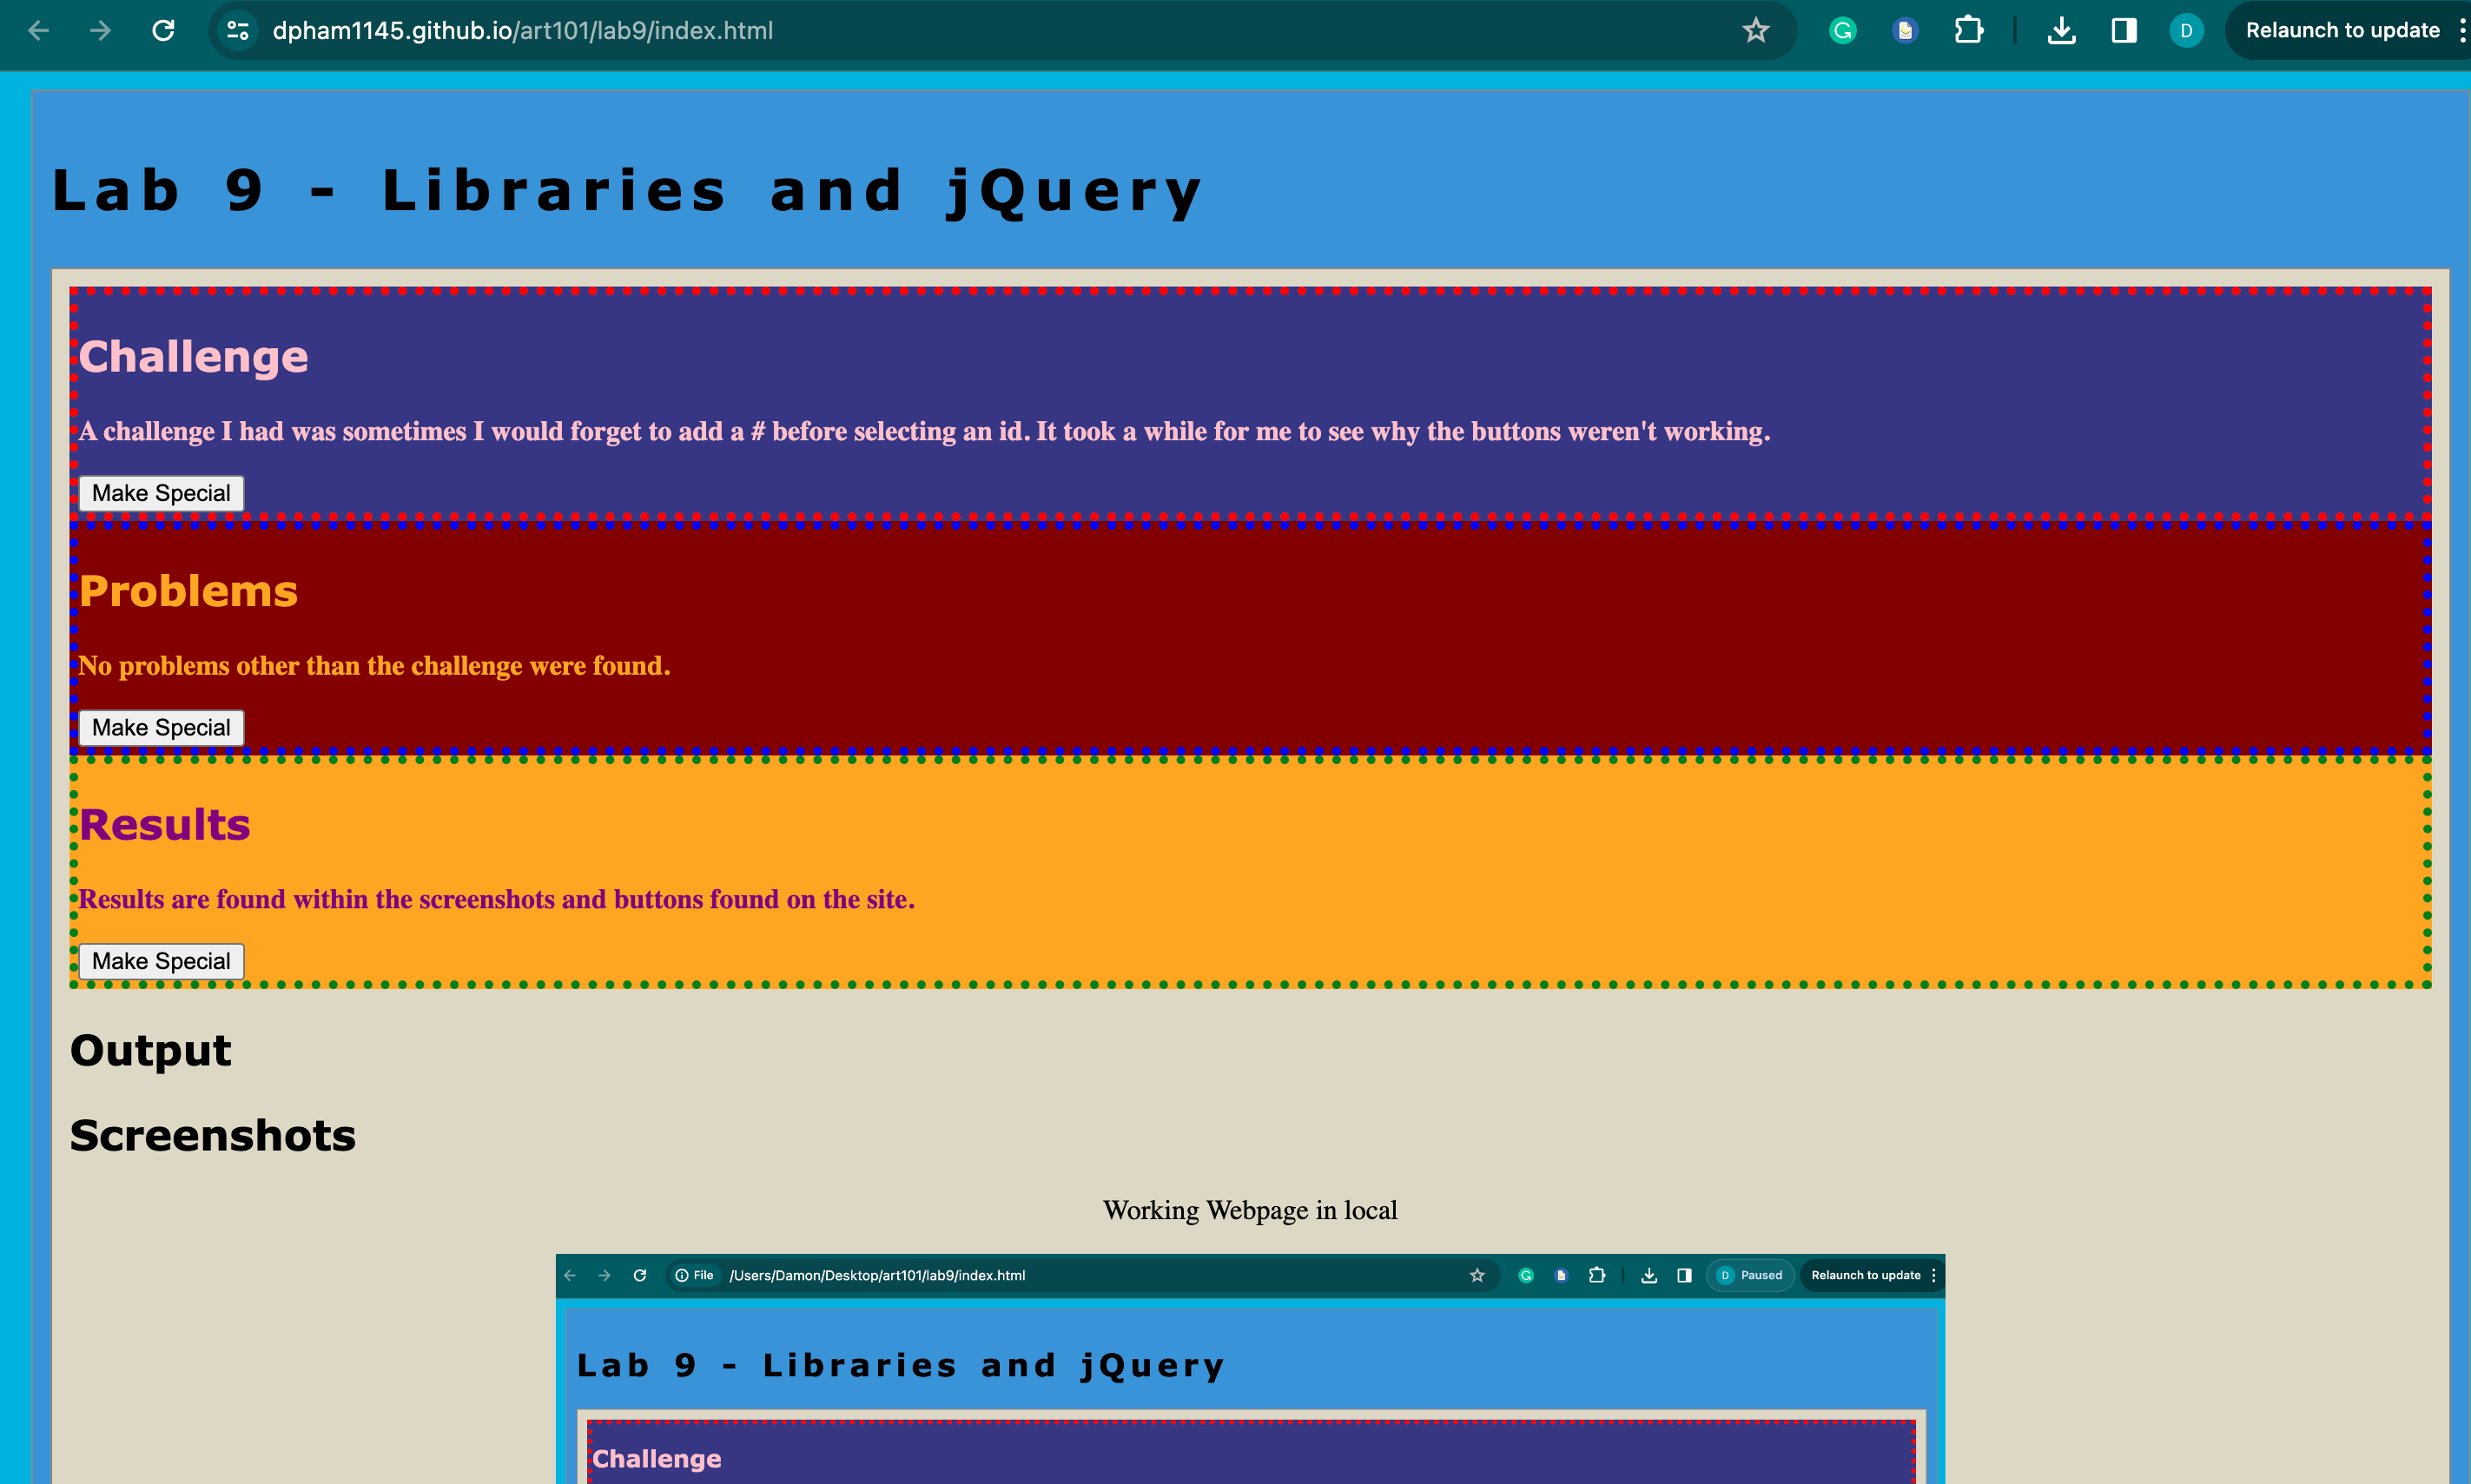 dpham1145.github.io/art101/lab9/index.html
G
D
Relaunch to update
Lab 9 - Libraries and jQuery
Challenge
A challenge I had was sometimes I would forget to add a # before selecting an id. It took a while for me to see why the buttons weren't working.
Make Special
Problems
No problems other than the challenge were found.
Make Special
Results
Results are found within the screenshots and buttons found on the site.
Make Special
Output
Screenshots
Working Webpage in local
File /Users/Damon/Desktop/art101/lab9/index.html
G
D Paused
Relaunch to update
Lab 9 - Libraries and jQuery
Challenge